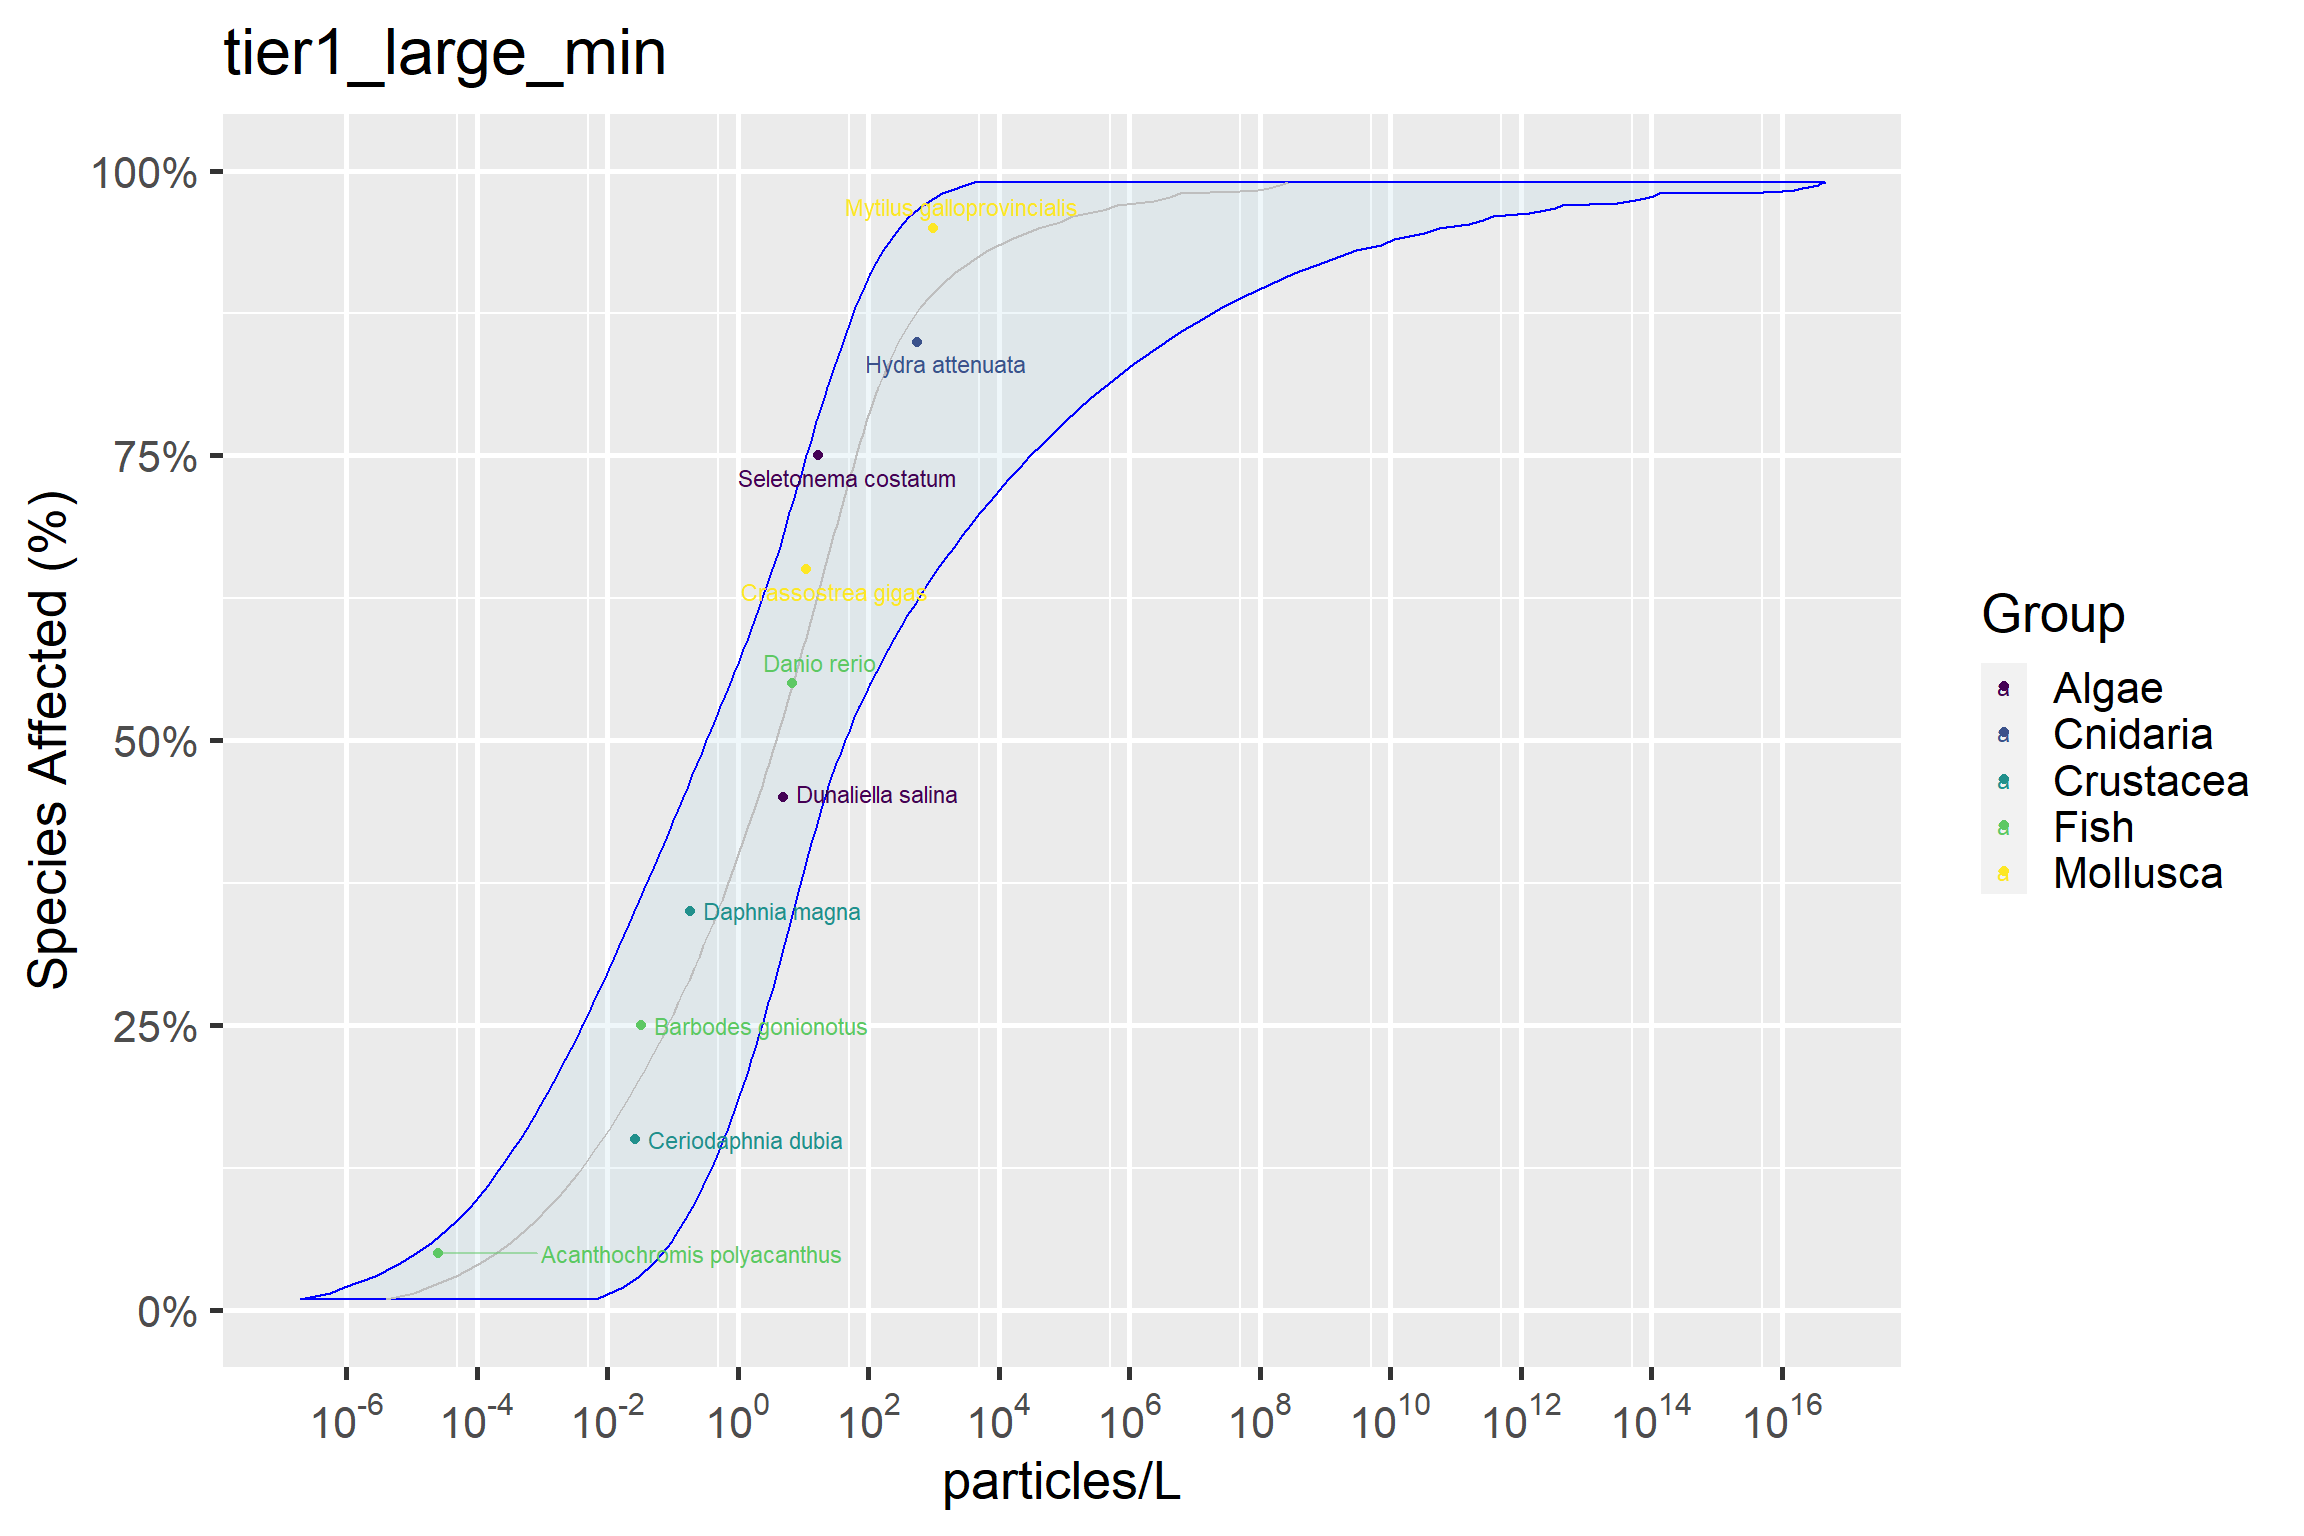 tier1_large_min
Species Affected (%)
100%
75%
50%
25%
0%
Mytilus galloprovincialis
Hydra attenuata
Seletonema costatum
Crassostrea gigas
Danio rerio
Dunaliella salina
Daphnia magna
Barbodes gonionotus
Ceriodaphnia dubia
Acanthochromis polyacanthus
10-6 10-4 10-2 100 102 104 106 108 1010 1012 1014 1016
particles/L
Group
a Algae
a Cnidaria
a Crustacea
a Fish
a Mollusca